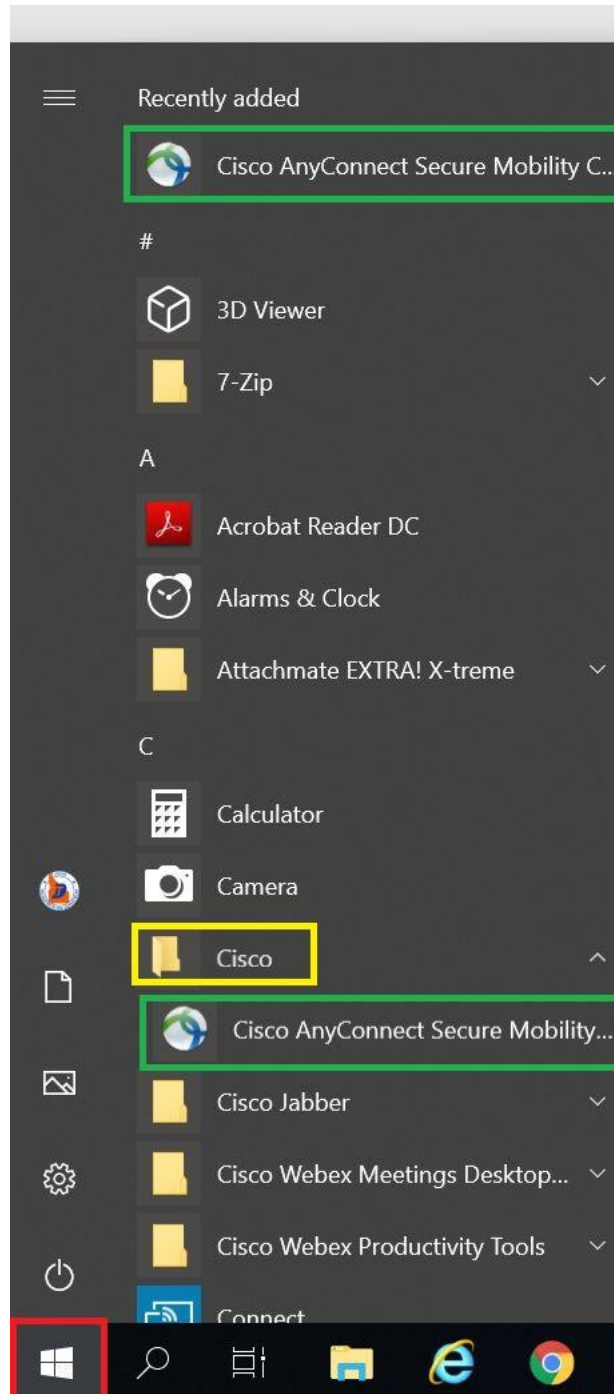 Recently added
Cisco AnyConnect Secure Mobility C...
#
3D Viewer
7-Zip
A
Acrobat Reader DC
Alarms & Clock
Attachmate EXTRA! X-treme
C
Calculator
Camera
Cisco
Cisco AnyConnect Secure Mobility...
Cisco Jabber
Cisco Webex Meetings Desktop...
Cisco Webex Productivity Tools
Connect